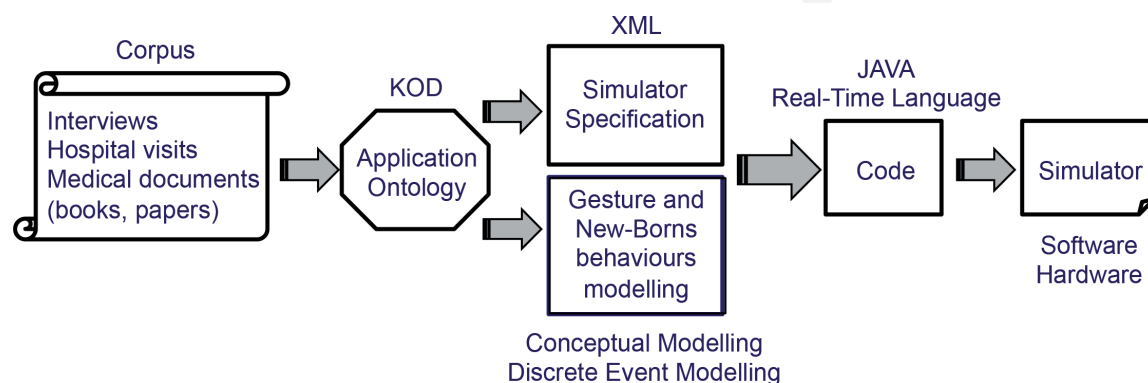 Corpus
Interviews
Hospital visits
Medical documents
(books, papers)
KOD
Application
Ontology
XML
Simulator
Specification
Gesture and
New-Borns
behaviours
modelling
Conceptual Modelling
Discrete Event Modelling
JAVA
Real-Time Language
Code
Simulator
Software
Hardware